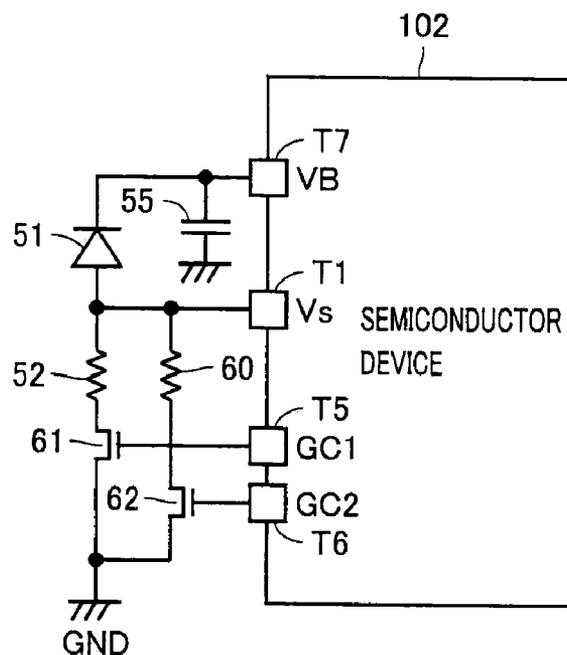 102
T7
VB
55
51
T1
Vs
SEMICONDUCTOR
DEVICE
52
60
T5
61
GC1
62
GC2
T6
GND